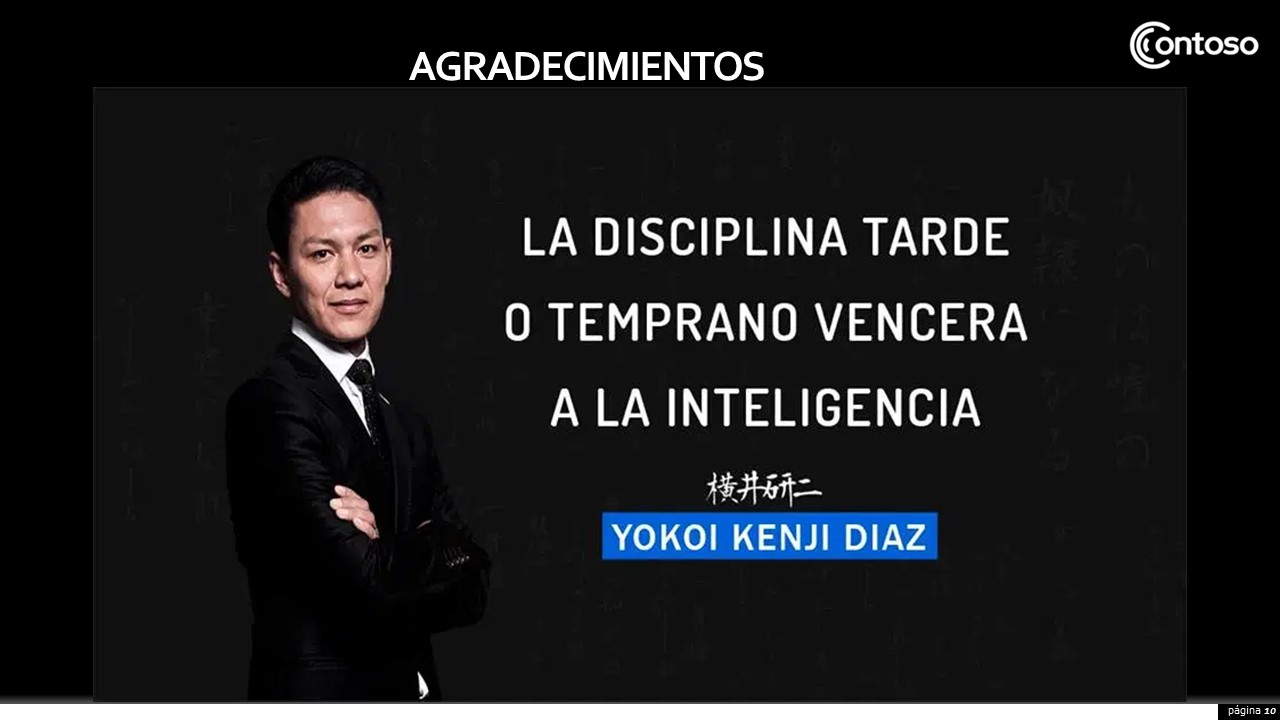 AGRADECIMIENTOS
Contoso
LA DISCIPLINA TARDE
O TEMPRANO VENCERA
A LA INTELIGENCIA
横井研二
YOKOI KENJI DIAZ
página 10